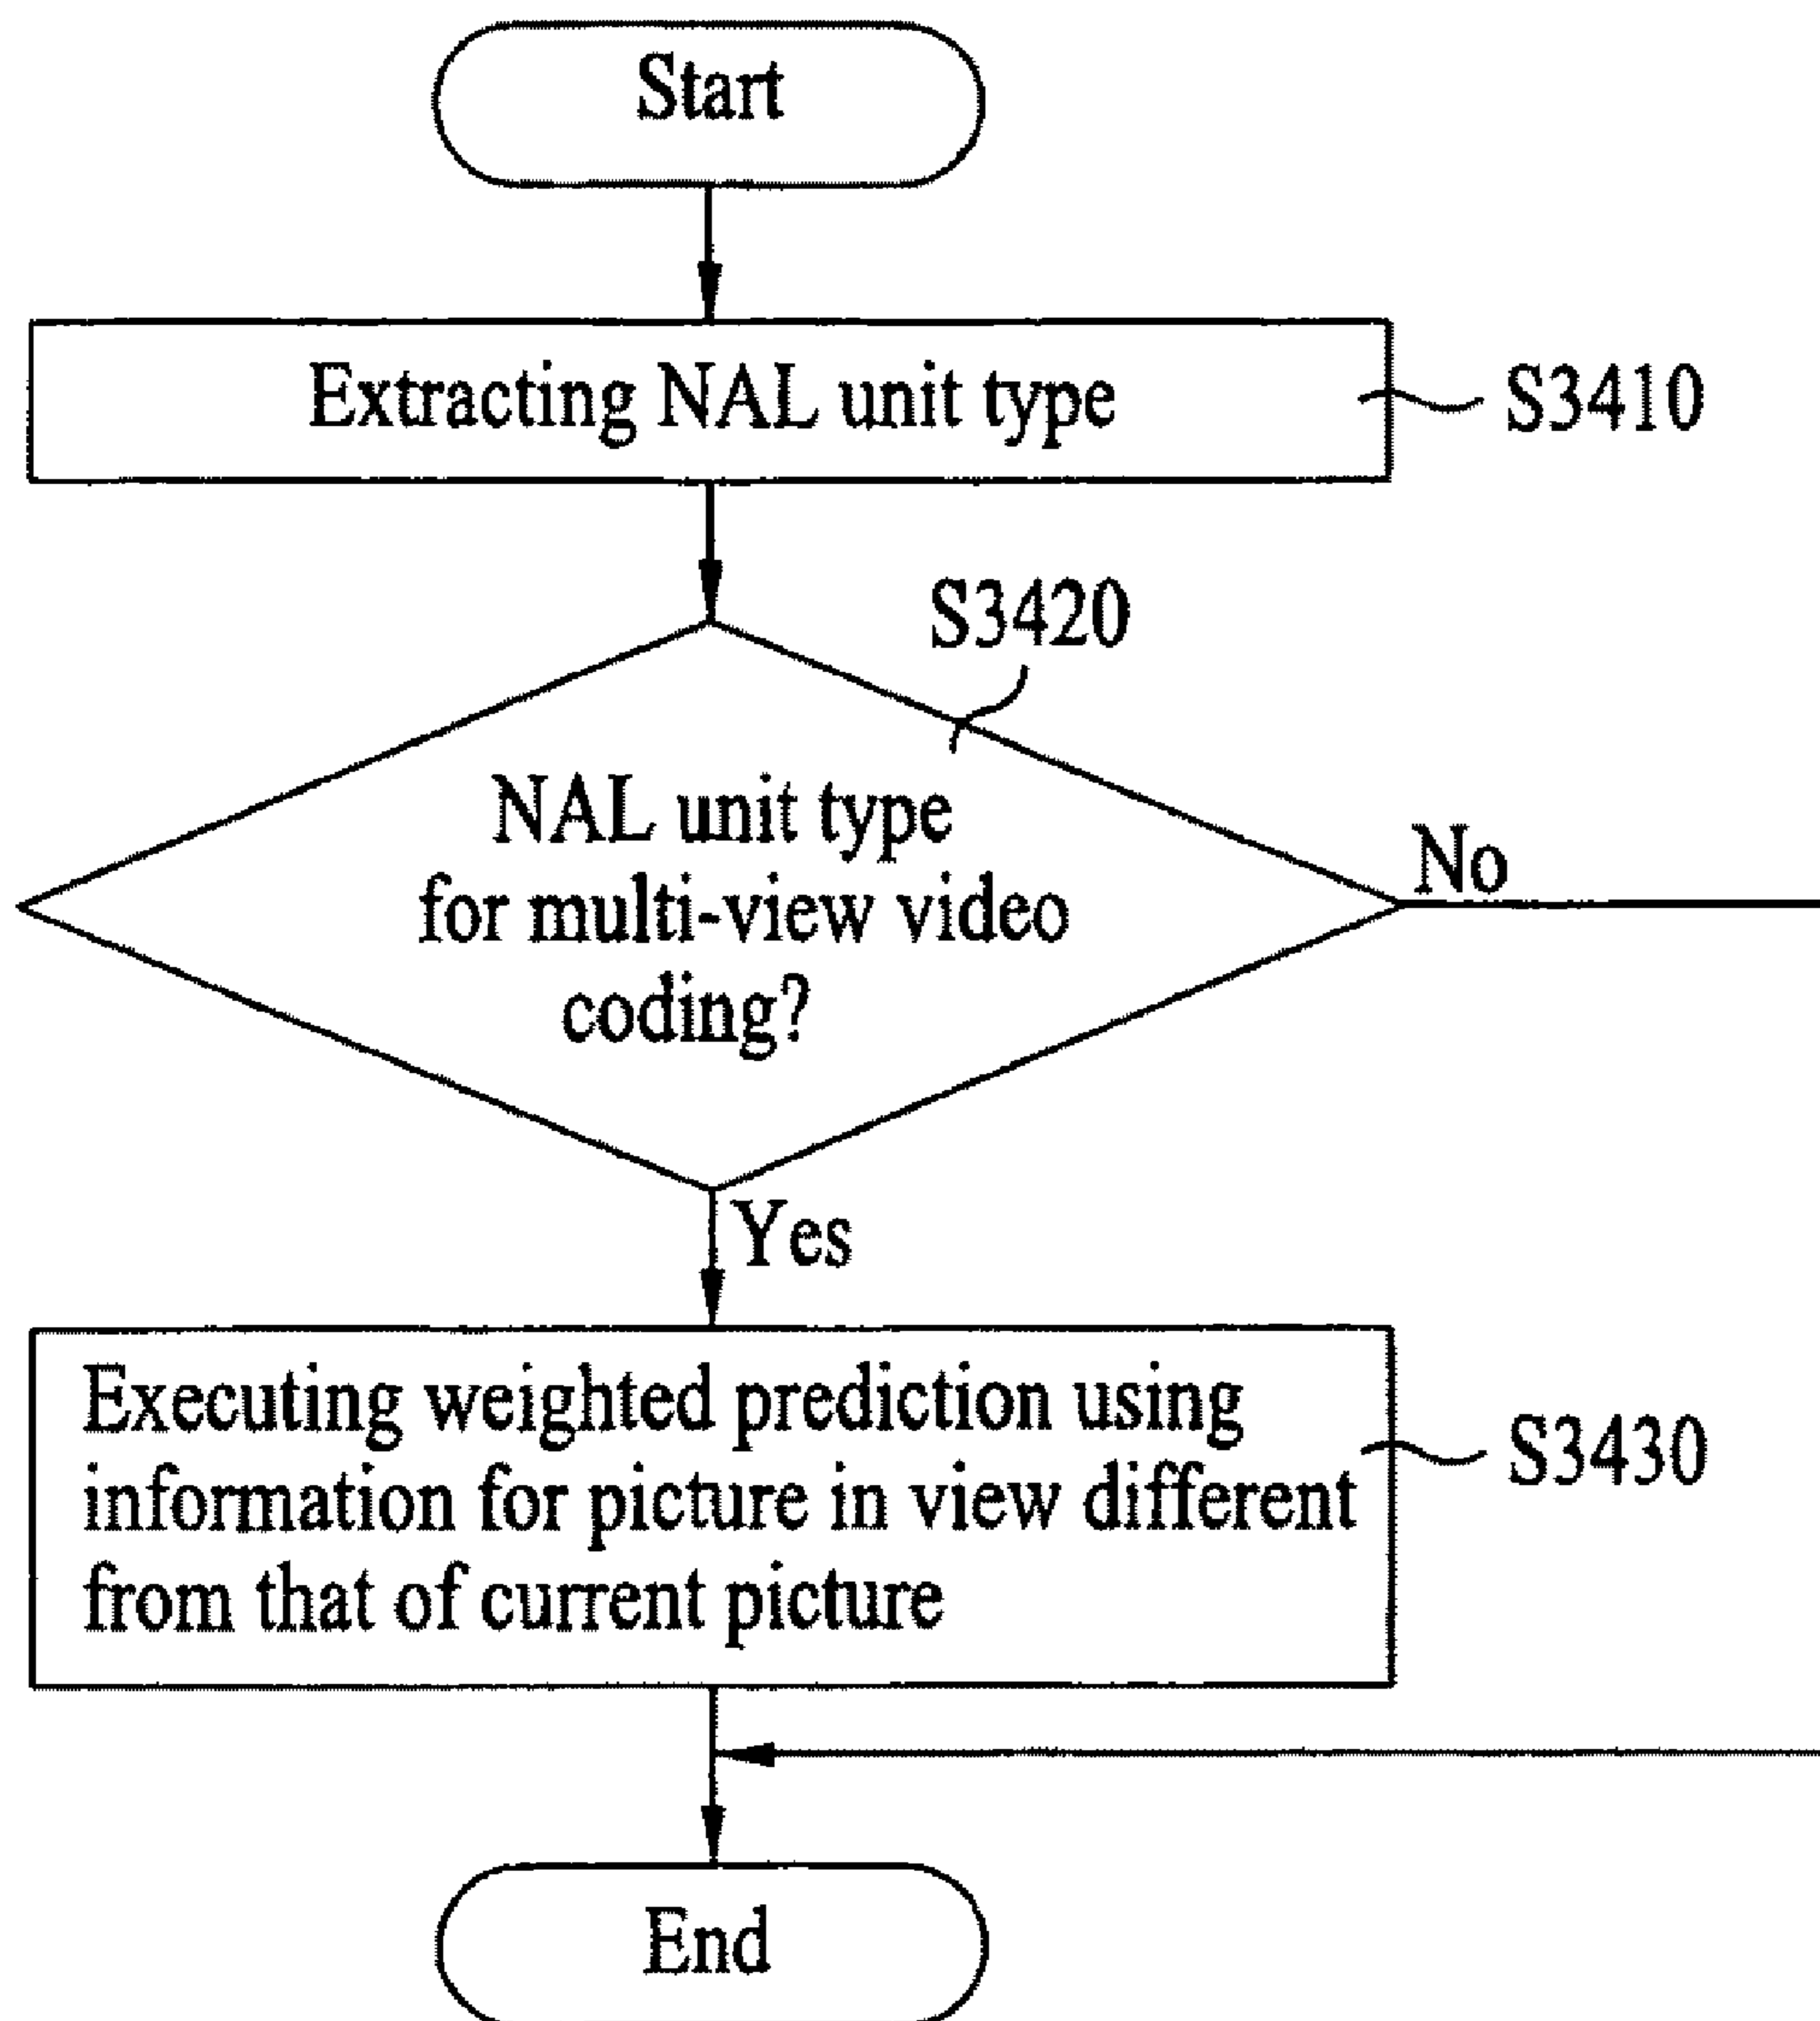 Start
Extracting NAL unit type
S3410
S3420
NAL unit type
for multi-view video
coding?
No
Yes
Executing weighted prediction using
information for picture in view different
from that of current picture
S3430
End